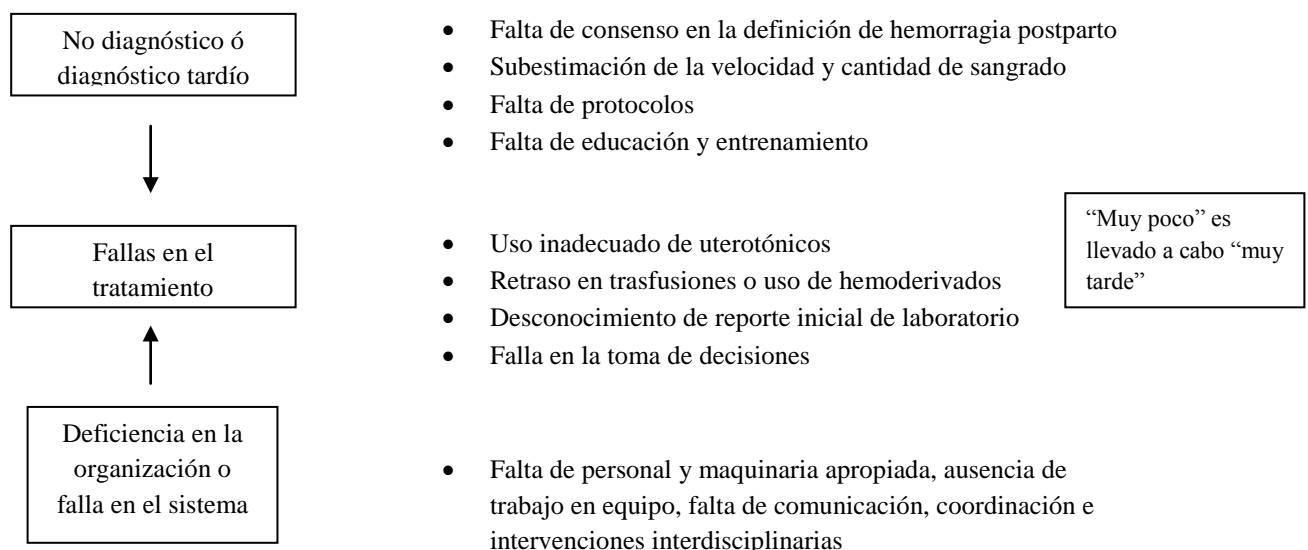 No diagnóstico ó
diagnóstico tardío
• Falta de consenso en la definición de hemorragia postparto
• Subestimación de la velocidad y cantidad de sangrado
• Falta de protocolos
• Falta de educación y entrenamiento
Fallas en el
tratamiento
• Uso inadecuado de uterotónicos
• Retraso en trasfusiones o uso de hemoderivados
• Desconocimiento de reporte inicial de laboratorio
• Falla en la toma de decisiones
“Muy poco” es
llevado a cabo “muy
tarde”
Deficiencia en la
organización o
falla en el sistema
• Falta de personal y maquinaria apropiada, ausencia de
trabajo en equipo, falta de comunicación, coordinación e
intervenciones interdisciplinarias